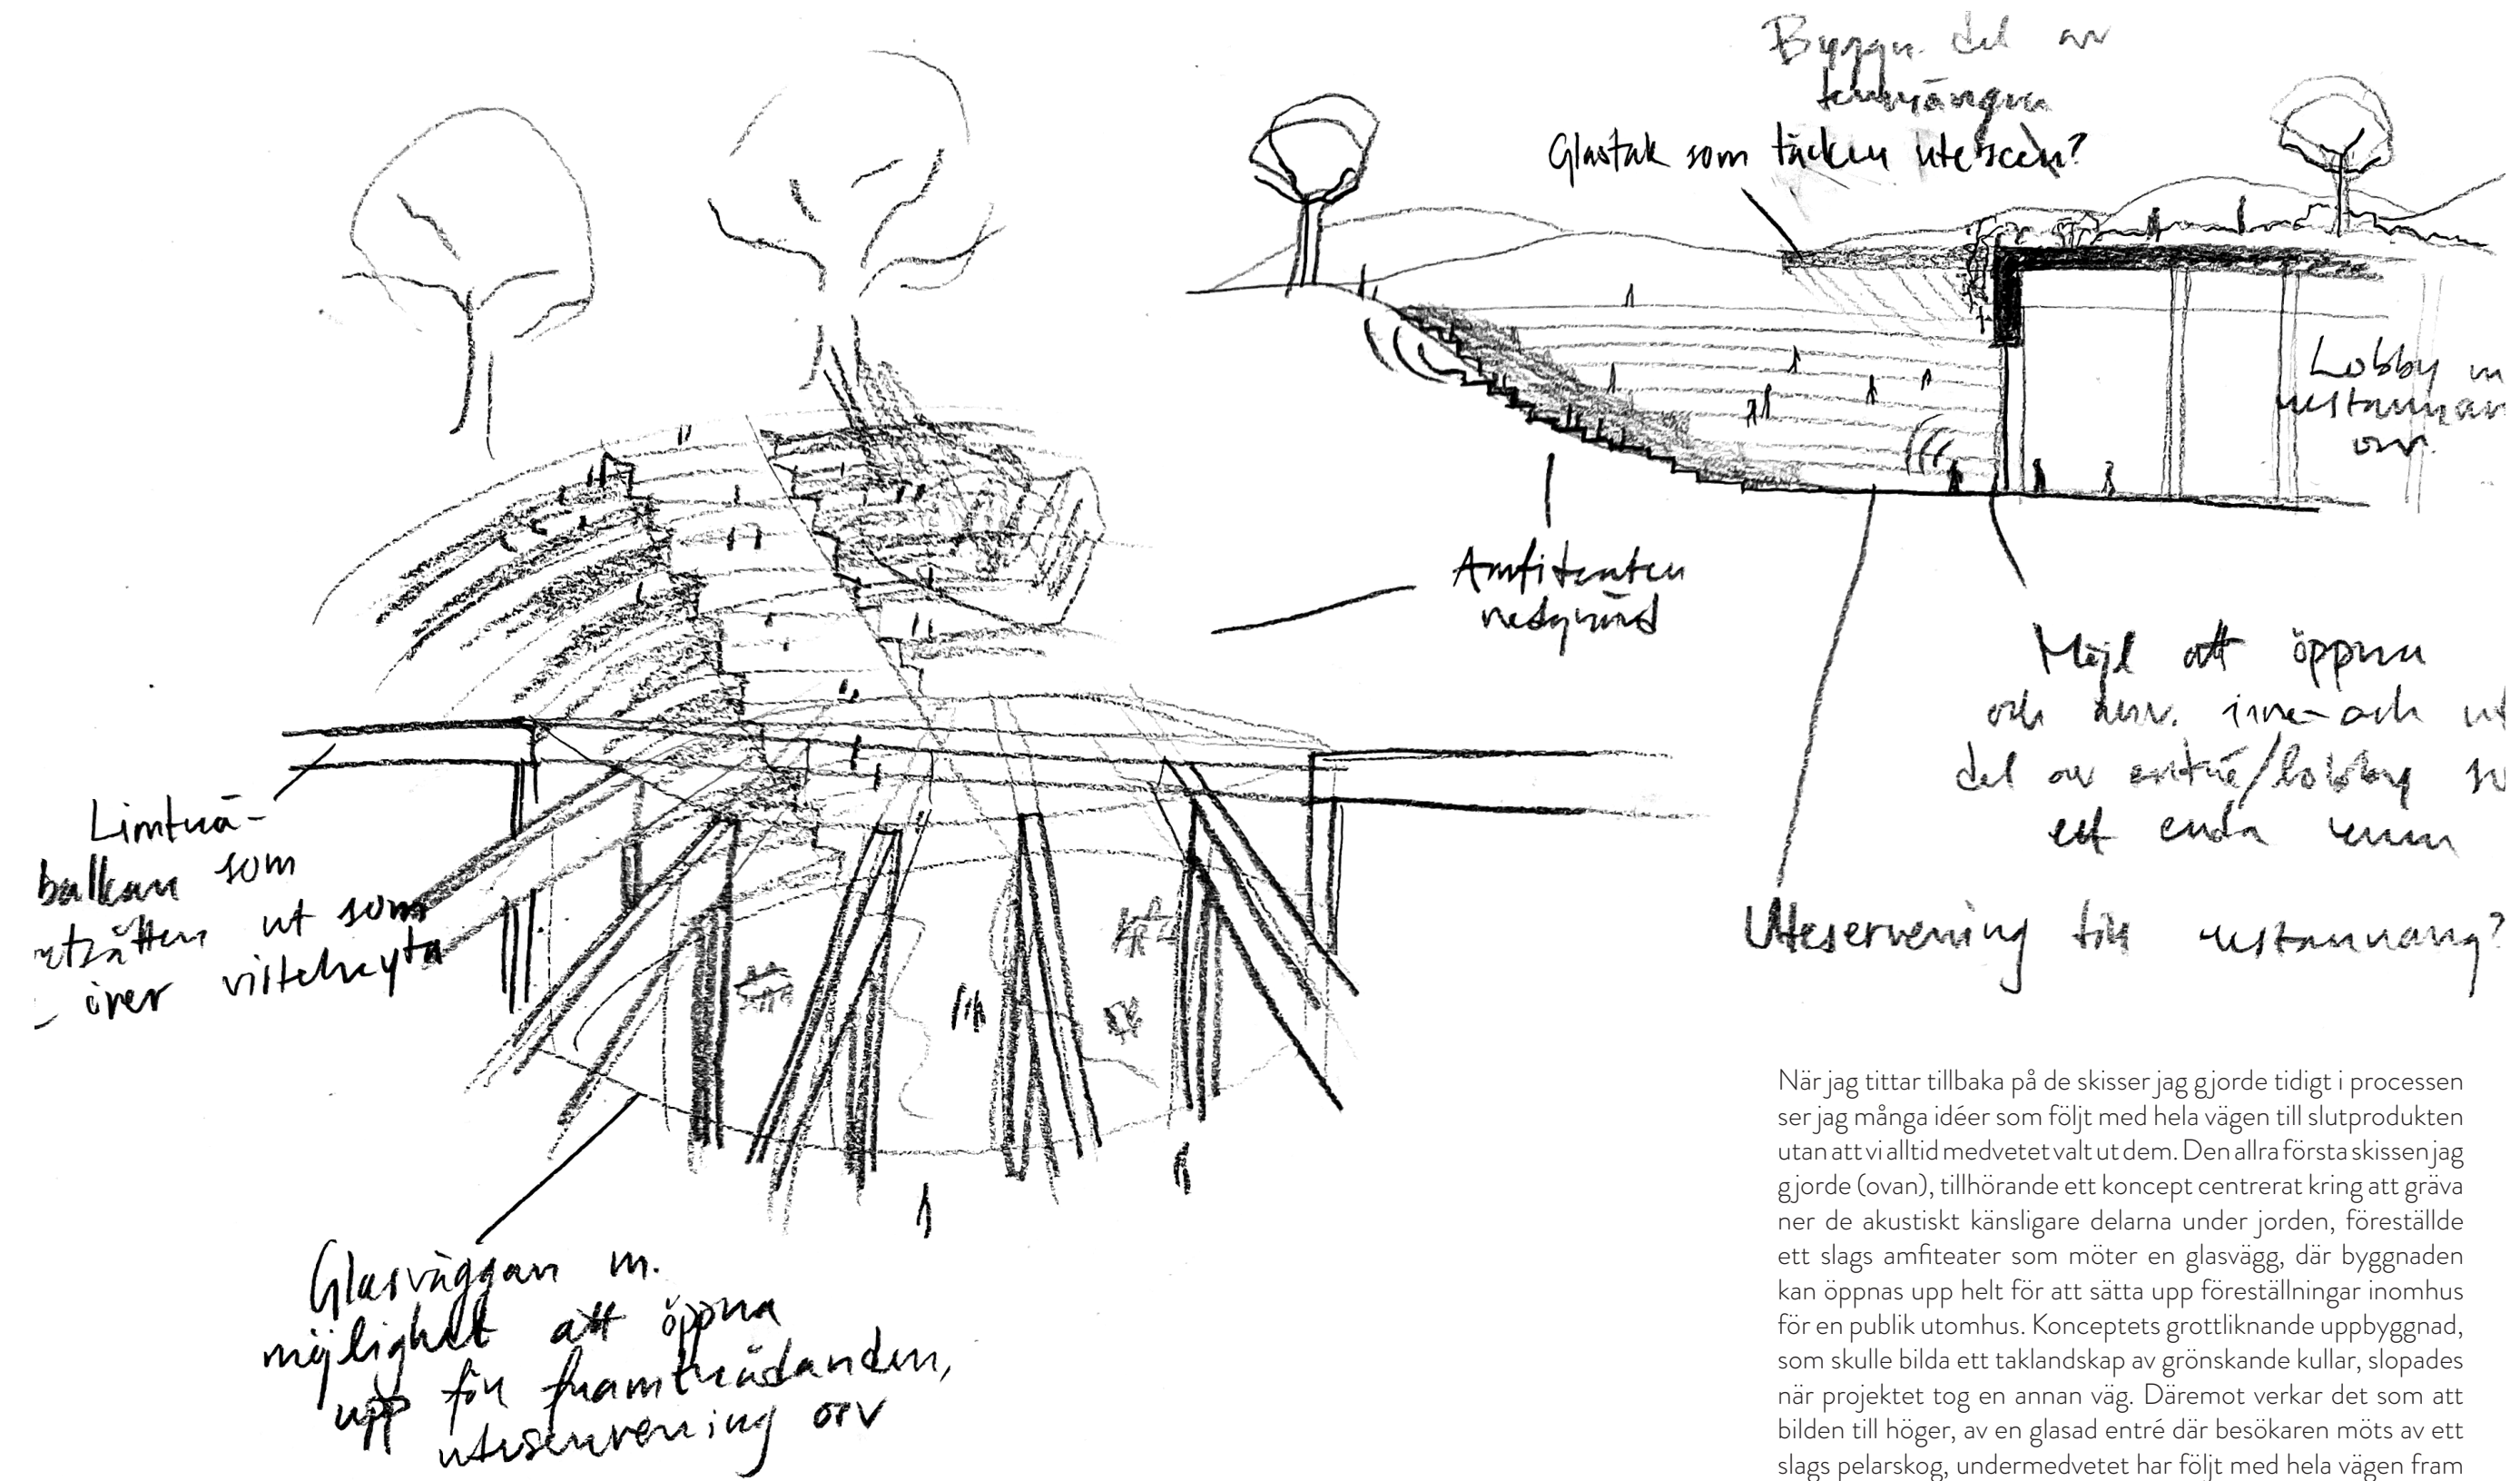 Byggn. del av
terrängen
Glastak som täcker utescen?
Lobby m
restauran
osv.
Amfiteater
nedgrävd
Möjl att öppna
och anv. inne- och ut
del av entré/lobby so
ett enda rum
Uteservering till restaurang?
Limträ-
balkar som
ut som
över vistelseyta
Glasväggar m.
möjlighet att öppna
upp för framträdanden,
uteservering osv
När jag tittar tillbaka på de skisser jag gjorde tidigt i processen
ser jag många idéer som följt med hela vägen till slutprodukten
utan att vi alltid medvetet valt ut dem. Den allra första skissen jag
gjorde (ovan), tillhörande ett koncept centrerat kring att gräva
ner de akustiskt känsligare delarna under jorden, föreställde
ett slags amfiteater som möter en glasvägg, där byggnaden
kan öppnas upp helt för att sätta upp föreställningar inomhus
för en publik utomhus. Konceptets grottliknande uppbyggnad,
som skulle bilda ett taklandskap av grönskande kullar, slopades
när projektet tog en annan väg. Däremot verkar det som att
bilden till höger, av en glasad entré där besökaren möts av ett
slags pelarskog, undermedvetet har följt med hela vägen fram